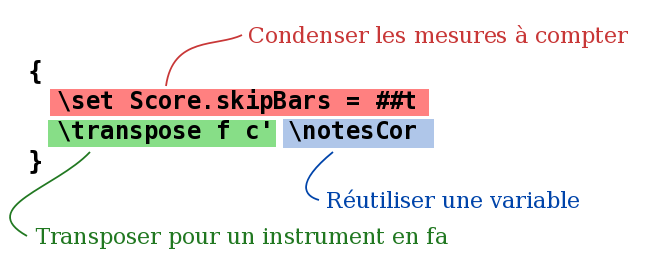 Condenser les mesures à compter
{
\set Score.skipBars = ##t
\transpose f c' \notesCor
}
Réutiliser une variable
Transposer pour un instrument en fa